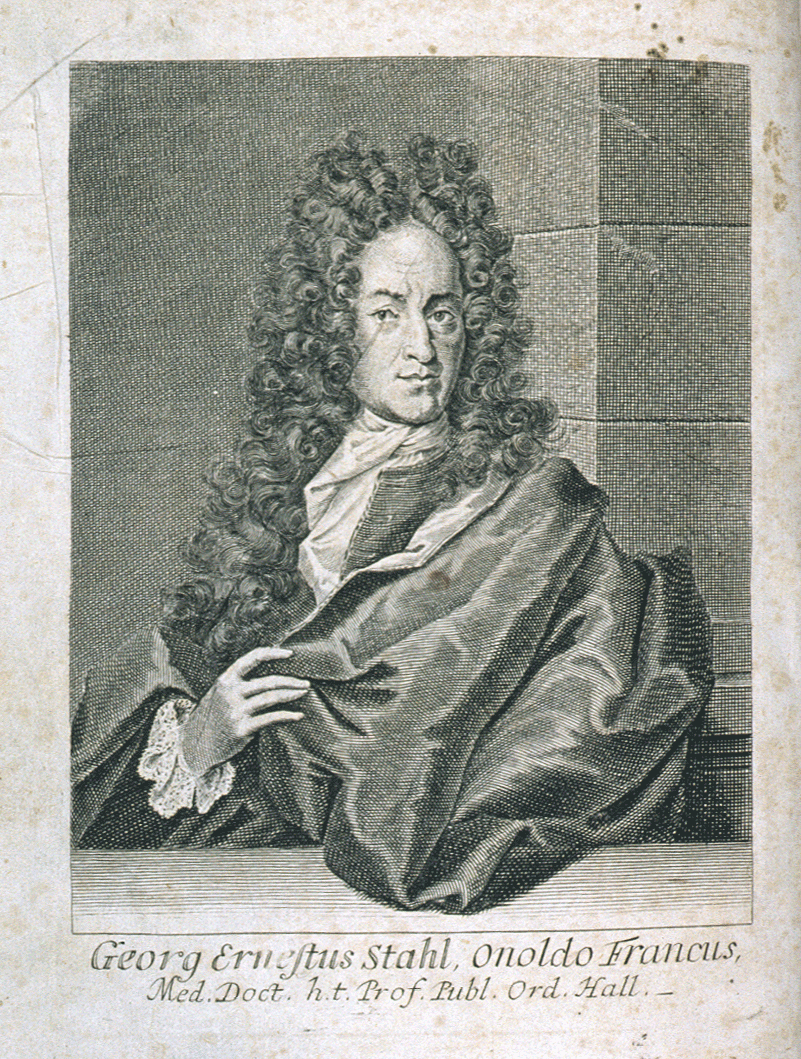 Georg Erneſtus Stahl, Onoldo Francus,
Med. Doct. h.t. Prof. Publ. Ord. Hall. –